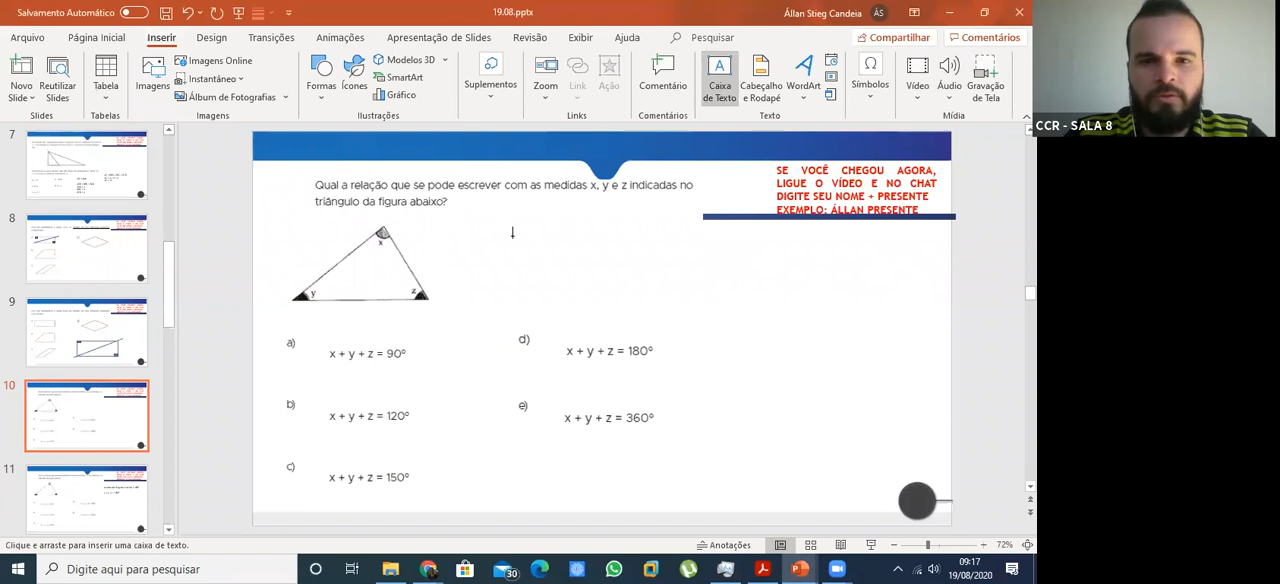 Salvamento Automático
19.08.pptx
Állan Stieg Candeia
ÁS
Arquivo
Página Inicial
Inserir
Design
Transições
Animações
Apresentação de Slides
Revisão
Exibir
Ajuda
Pesquisar
Compartilhar
Comentários
Novo
Slide
Reutilizar
Slides
Slides
Tabela
Tabelas
Imagens
Imagens Online
Instantâneo
Álbum de Fotografias
Imagens
Formas
Ícones
Modelos 3D
SmartArt
Gráfico
Ilustrações
Suplementos
Zoom
Link
Ação
Links
Comentário
Comentários
A
Caixa
de Texto
Cabeçalho
e Rodapé
WordArt
Texto
Símbolos
Vídeo
Áudio
Gravação
de Tela
Mídia
CCR - SALA 8
7
8
9
10
11
SE VOCÊ CHEGOU AGORA,
LIGUE O VÍDEO E NO CHAT
DIGITE SEU NOME + PRESENTE
EXEMPLO: ÁLLAN PRESENTE
Qual a relação que se pode escrever com as medidas x, y e z indicadas no
triângulo da figura abaixo?
x
y
z
a)
x + y + z = 90º
b)
x + y + z = 120º
c)
x + y + z = 150º
d)
x + y + z = 180º
e)
x + y + z = 360º
Clique e arraste para inserir uma caixa de texto.
Anotações
72%
Digite aqui para pesquisar
30
09:17
19/08/2020